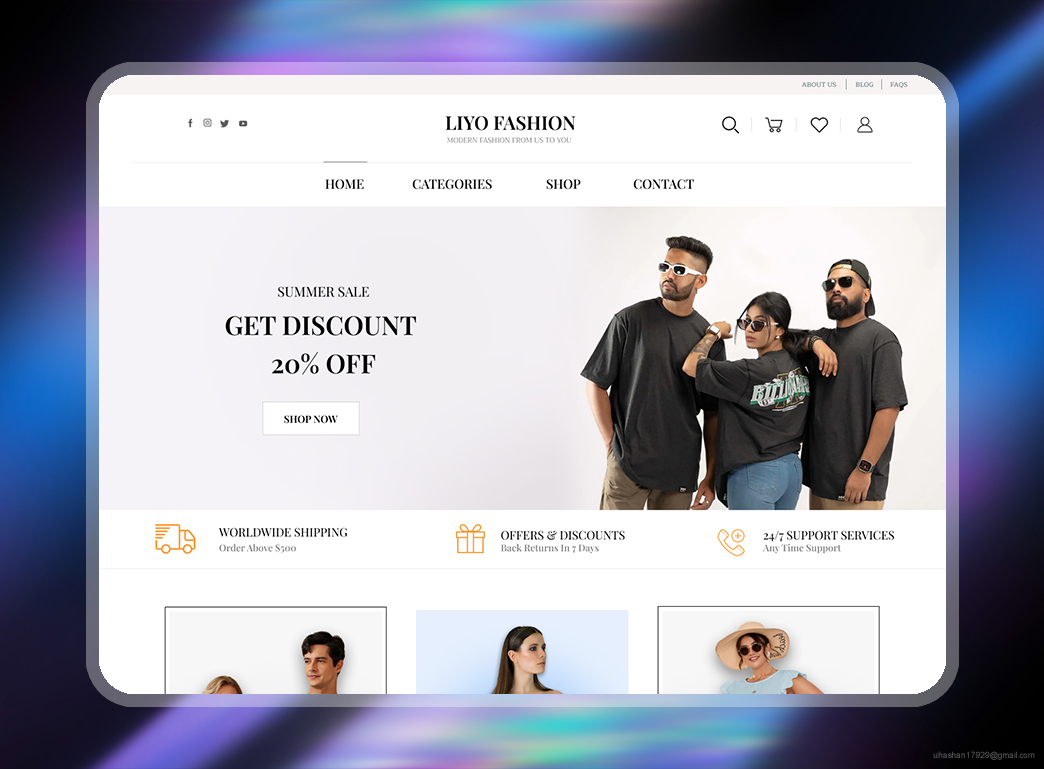 ABOUT US
BLOG
FAQS
LIYO FASHION
MODERN FASHION FROM US TO YOU
HOME
CATEGORIES
SHOP
CONTACT
SUMMER SALE
GET DISCOUNT
20% OFF
SHOP NOW
WORLDWIDE SHIPPING
Order Above $500
OFFERS & DISCOUNTS
Back Returns In 7 Days
24/7 SUPPORT SERVICES
Any Time Support
uhashan17929@gmail.com